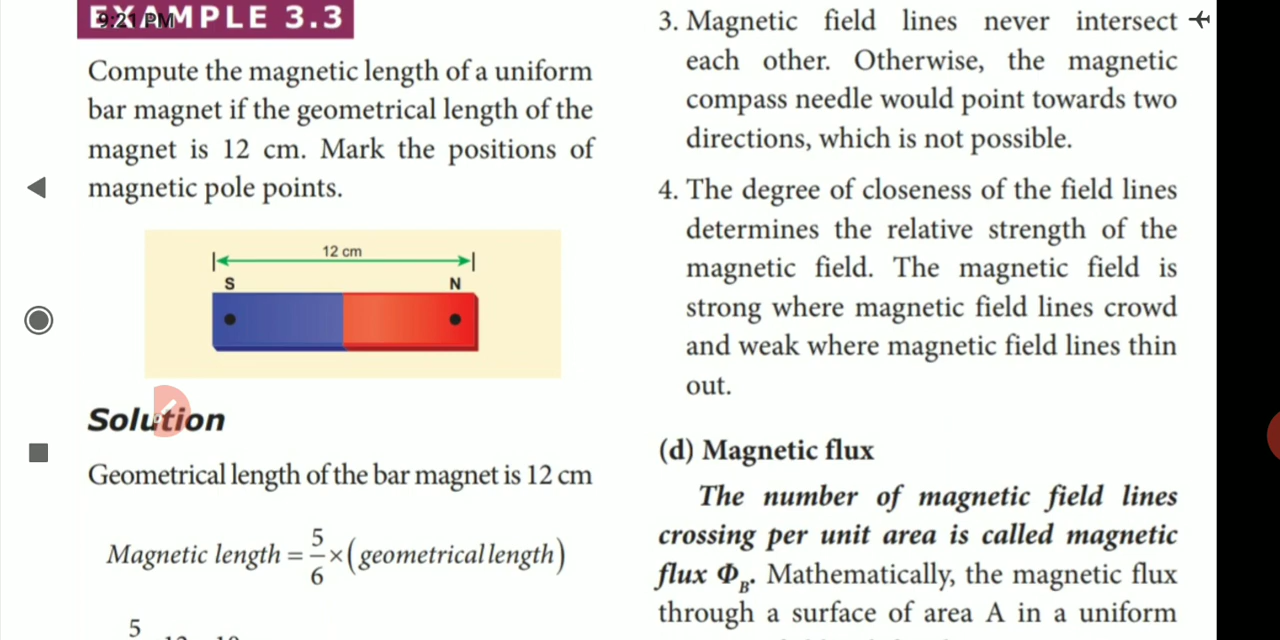 EXAMPLE 3.3
9:21 PM
Compute the magnetic length of a uniform
bar magnet if the geometrical length of the
magnet is 12 cm. Mark the positions of
magnetic pole points.
12 cm
S N
Solution
Geometrical length of the bar magnet is 12 cm
Magnetic length = 5/6 × (geometrical length)
5
3. Magnetic field lines never intersect
each other. Otherwise, the magnetic
compass needle would point towards two
directions, which is not possible.
4. The degree of closeness of the field lines
determines the relative strength of the
magnetic field. The magnetic field is
strong where magnetic field lines crowd
and weak where magnetic field lines thin
out.
(d) Magnetic flux
The number of magnetic field lines
crossing per unit area is called magnetic
flux Φ_B. Mathematically, the magnetic flux
through a surface of area A in a uniform